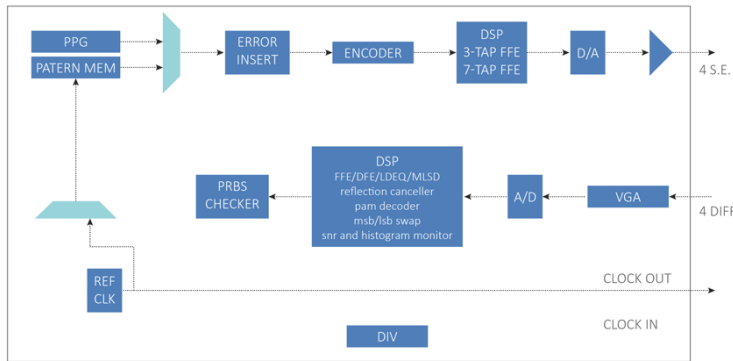 PPG
PATERN MEM
ERROR
INSERT
ENCODER
DSP
3-TAP FFE
7-TAP FFE
D/A
4 S.E.
PRBS
CHECKER
DSP
FFE/DFE/LDEQ/MLSD
reflection canceller
pam decoder
msb/lsb swap
snr and histogram monitor
A/D
VGA
4 DIFF
REF
CLK
CLOCK OUT
CLOCK IN
DIV